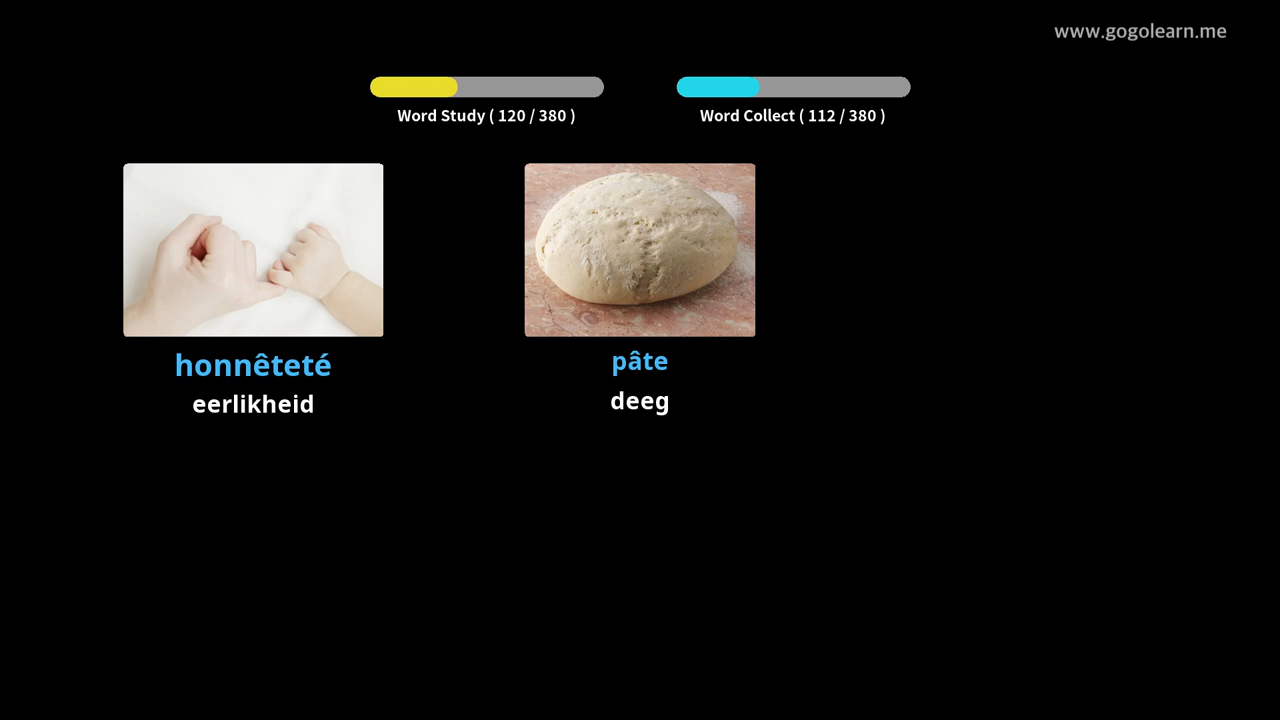 www.gogolearn.me
Word Study ( 120 / 380 )
Word Collect ( 112 / 380 )
honnêteté
eerlikheid
pâte
deeg